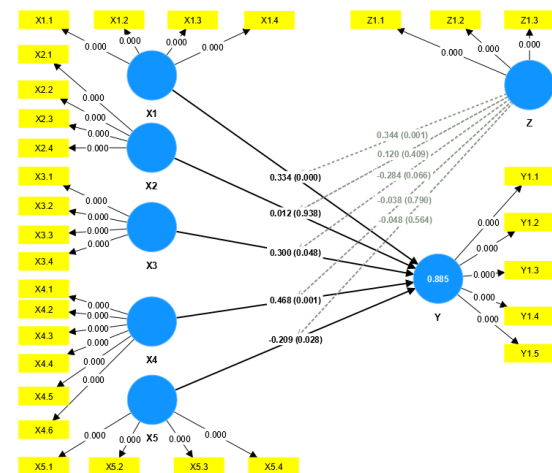 X1.1 X1.2 X1.3 X1.4
0.000 0.000 0.000 0.000
X1
X2.1
X2.2
X2.3
X2.4
0.000
0.000
0.000
0.000
X2
X3.1
X3.2
X3.3
X3.4
0.000
0.000
0.000
0.000
X3
X4.1
X4.2
X4.3
X4.4
X4.5
X4.6
0.000
0.000
0.000
0.000
0.000
0.000
X4
X5
0.000 0.000 0.000 0.000
X5.1 X5.2 X5.3 X5.4
Z1.1 Z1.2 Z1.3
0.000 0.000 0.000
Z
0.344 (0.001)
0.120 (0.409)
-0.284 (0.066)
-0.038 (0.790)
-0.048 (0.564)
0.334 (0.000)
0.012 (0.938)
0.300 (0.048)
0.468 (0.001)
-0.209 (0.028)
0.885
Y
0.000
0.000
0.000
0.000
0.000
Y1.1
Y1.2
Y1.3
Y1.4
Y1.5